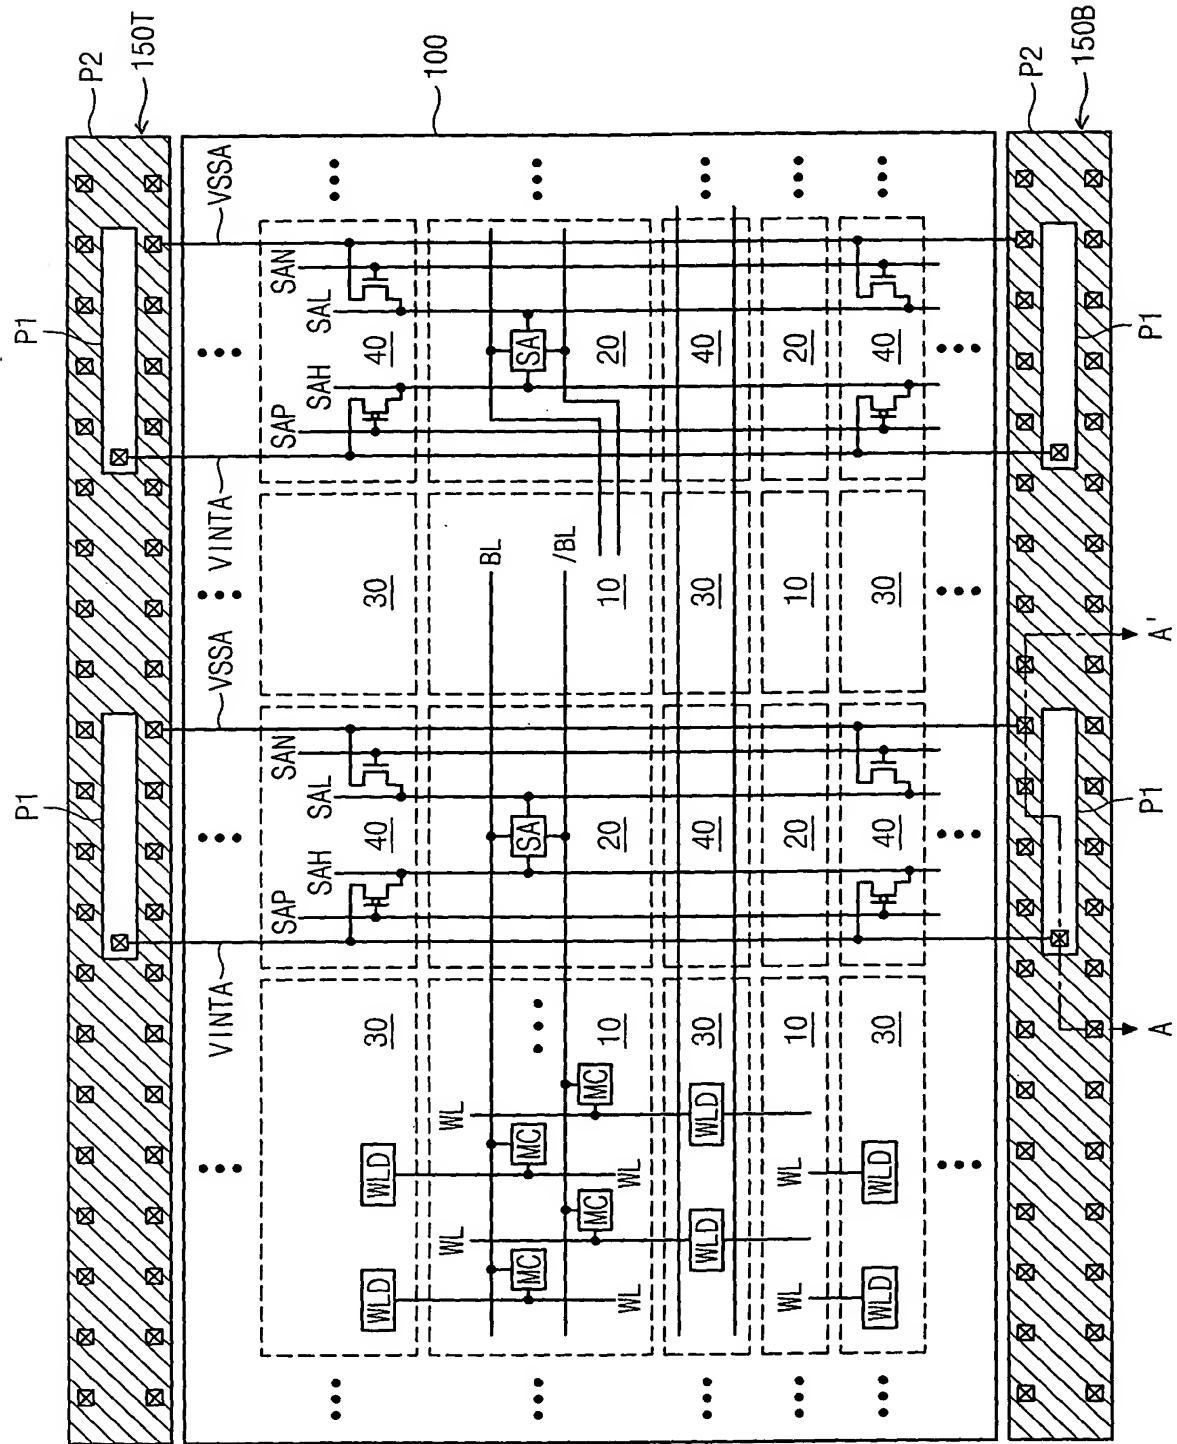 P1 P1
P2
150T
VINTA VSSA VINTA VSSA
SAP SAN SAP SAN
SAH SAL SAH SAL
WLD WLD 30 40 30 40
100
WL WL
BL
MC MC SA SA
/BL
MC MC 10 20 10 20
WL WL
WLD WLD 30 40 30 40
WL WL 10 20 10 20
WLD WLD 30 40 30 40
P2
150B
P1 P1
A A'